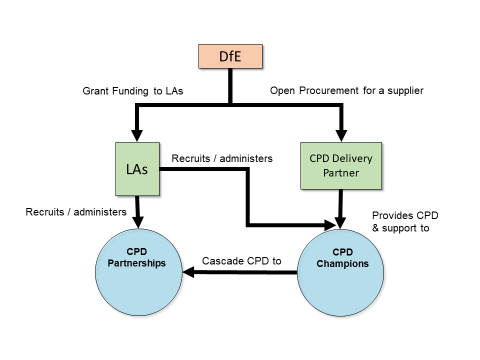 DfE
Grant Funding to LAs
Open Procurement for a supplier
LAs
Recruits / administers
CPD Delivery
Partner
Recruits / administers
Provides CPD
& support to
CPD
Partnerships
Cascade CPD to
CPD
Champions